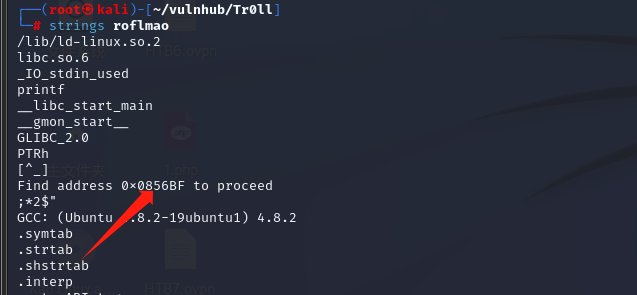 ┌──(root㉿kali)-[~/vulnhub/Tr0ll]
└─# strings roflmao
/lib/ld-linux.so.2
libc.so.6
_IO_stdin_used
printf
__libc_start_main
__gmon_start__
GLIBC_2.0
PTRh
[^_]
Find address 0×0856BF to proceed
;*2$"
GCC: (Ubuntu .8.2-19ubuntu1) 4.8.2
.symtab
.strtab
.shstrtab
.interp
HTB7.ovpn